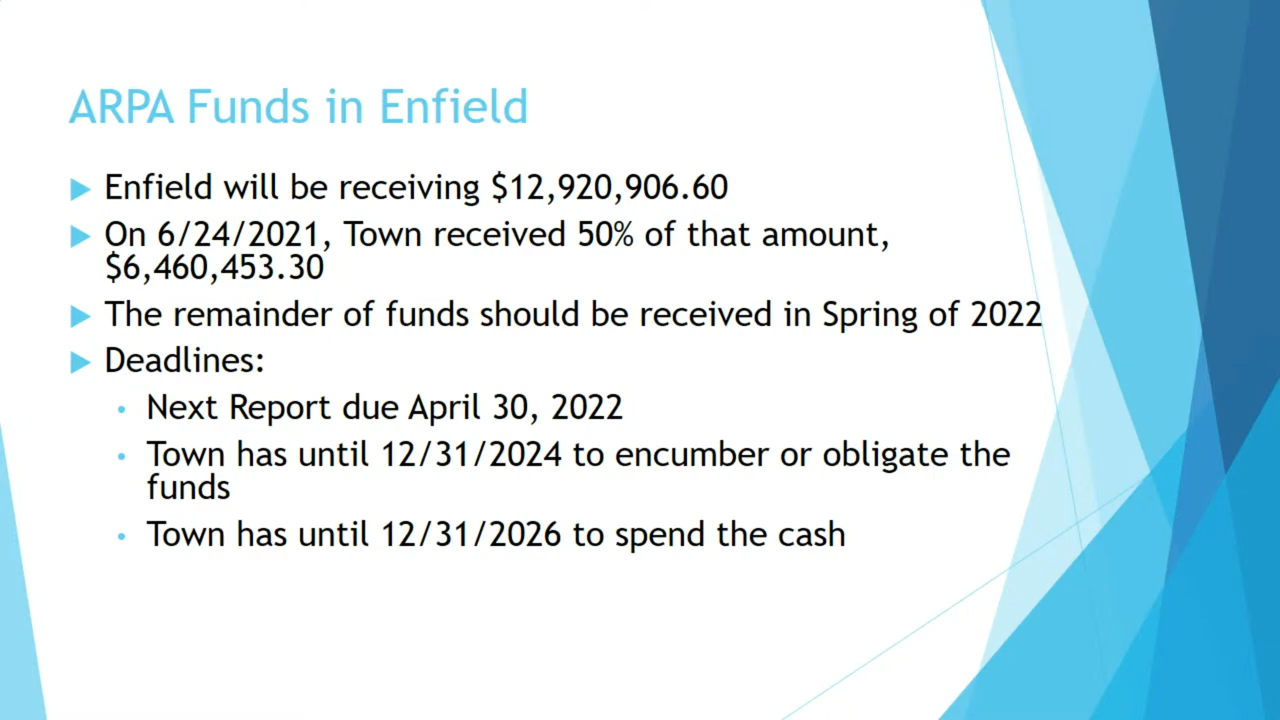 ARPA Funds in Enfield
Enfield will be receiving $12,920,906.60
On 6/24/2021, Town received 50% of that amount,
$6,460,453.30
The remainder of funds should be received in Spring of 2022
Deadlines:
Next Report due April 30, 2022
Town has until 12/31/2024 to encumber or obligate the
funds
Town has until 12/31/2026 to spend the cash